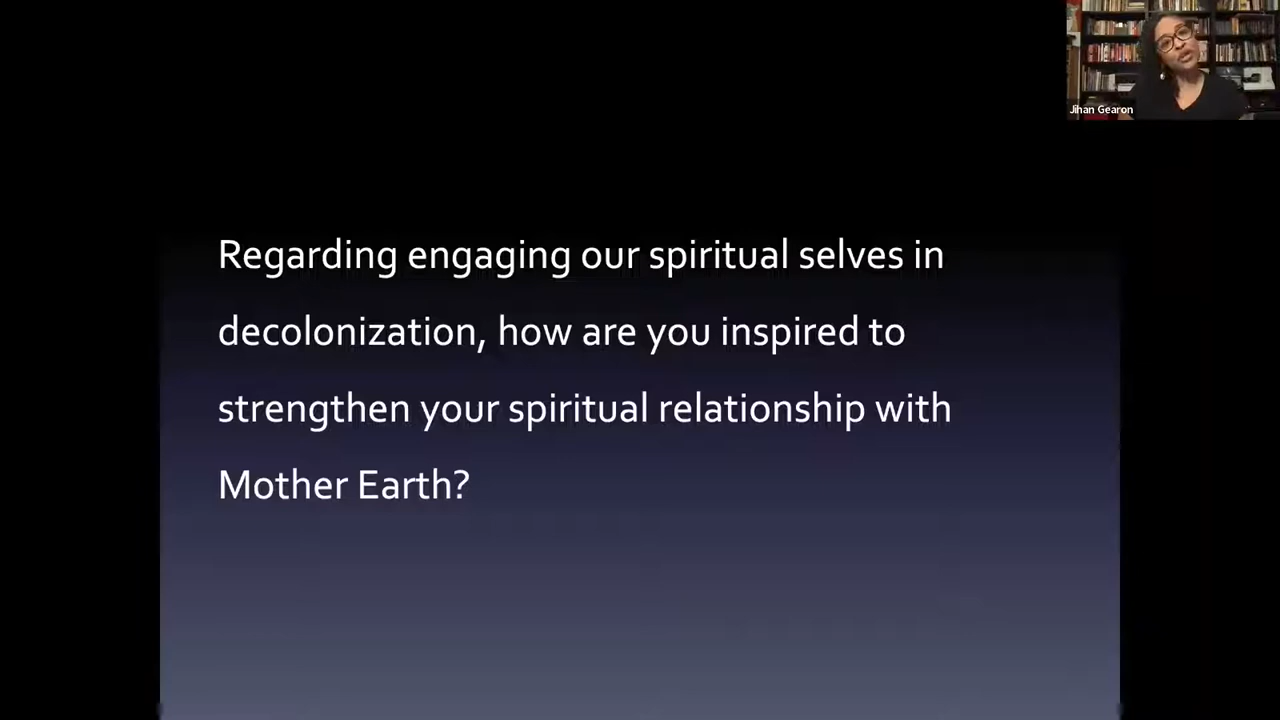 Jihan Gearon
Regarding engaging our spiritual selves in
decolonization, how are you inspired to
strengthen your spiritual relationship with
Mother Earth?